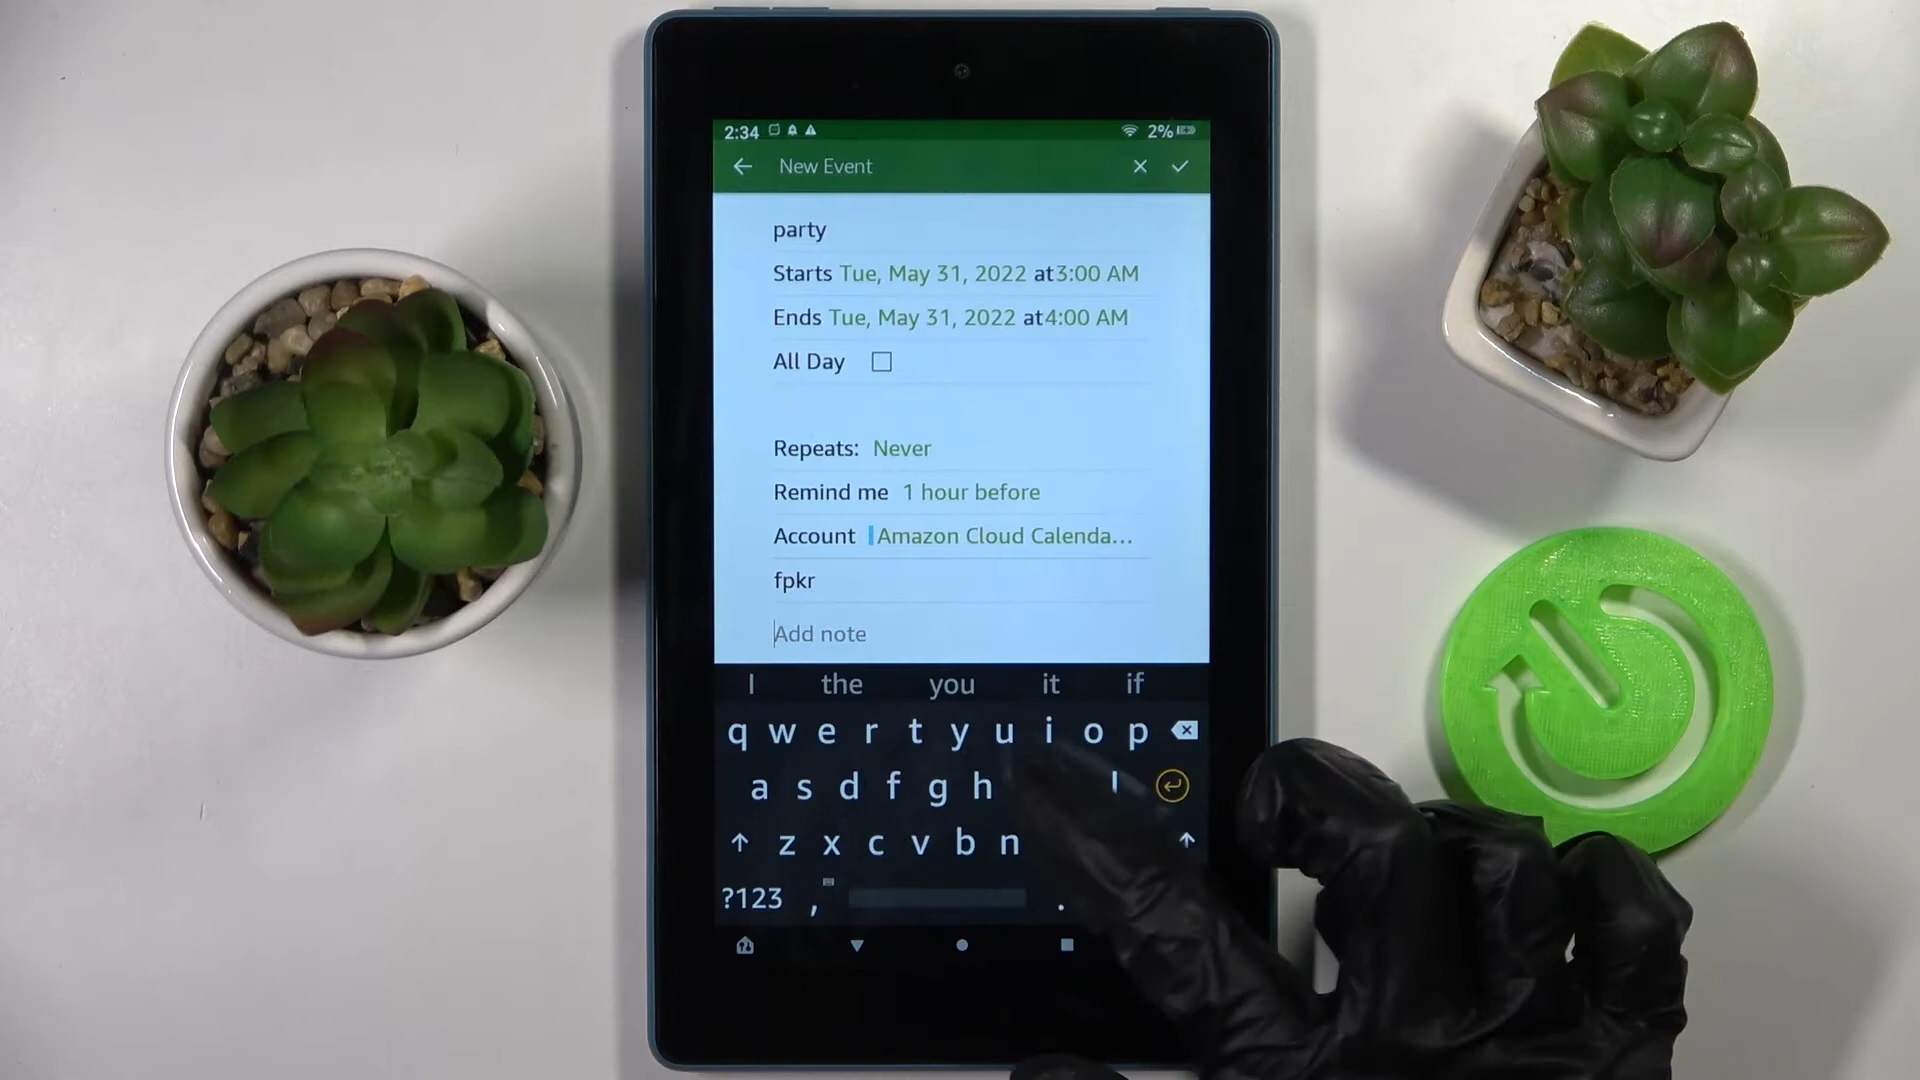 2:34 2%
New Event
party
Starts Tue, May 31, 2022 at3:00 AM
Ends Tue, May 31, 2022 at4:00 AM
All Day
Repeats: Never
Remind me 1 hour before
Account Amazon Cloud Calenda...
fpkr
Add note
I the you it if
q w e r t y u i o p
a s d f g h l
z x c v b n
?123 , .